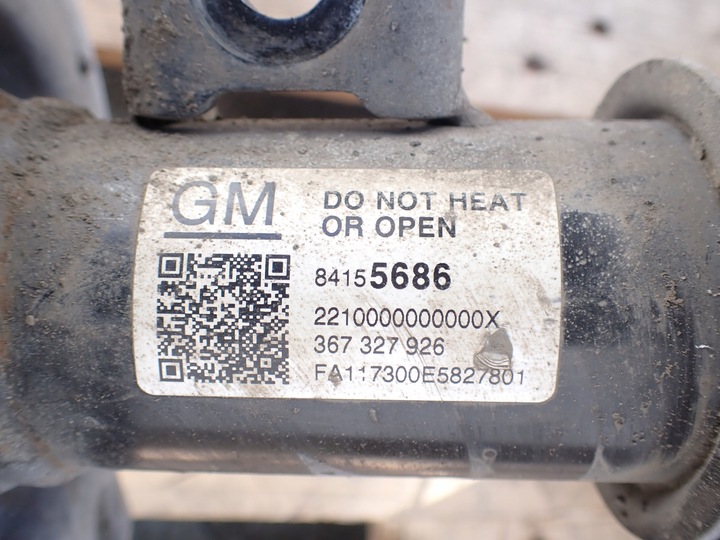 GM
DO NOT HEAT
OR OPEN
84155686
2210000000000X
367 327 926
FA117300E5827801